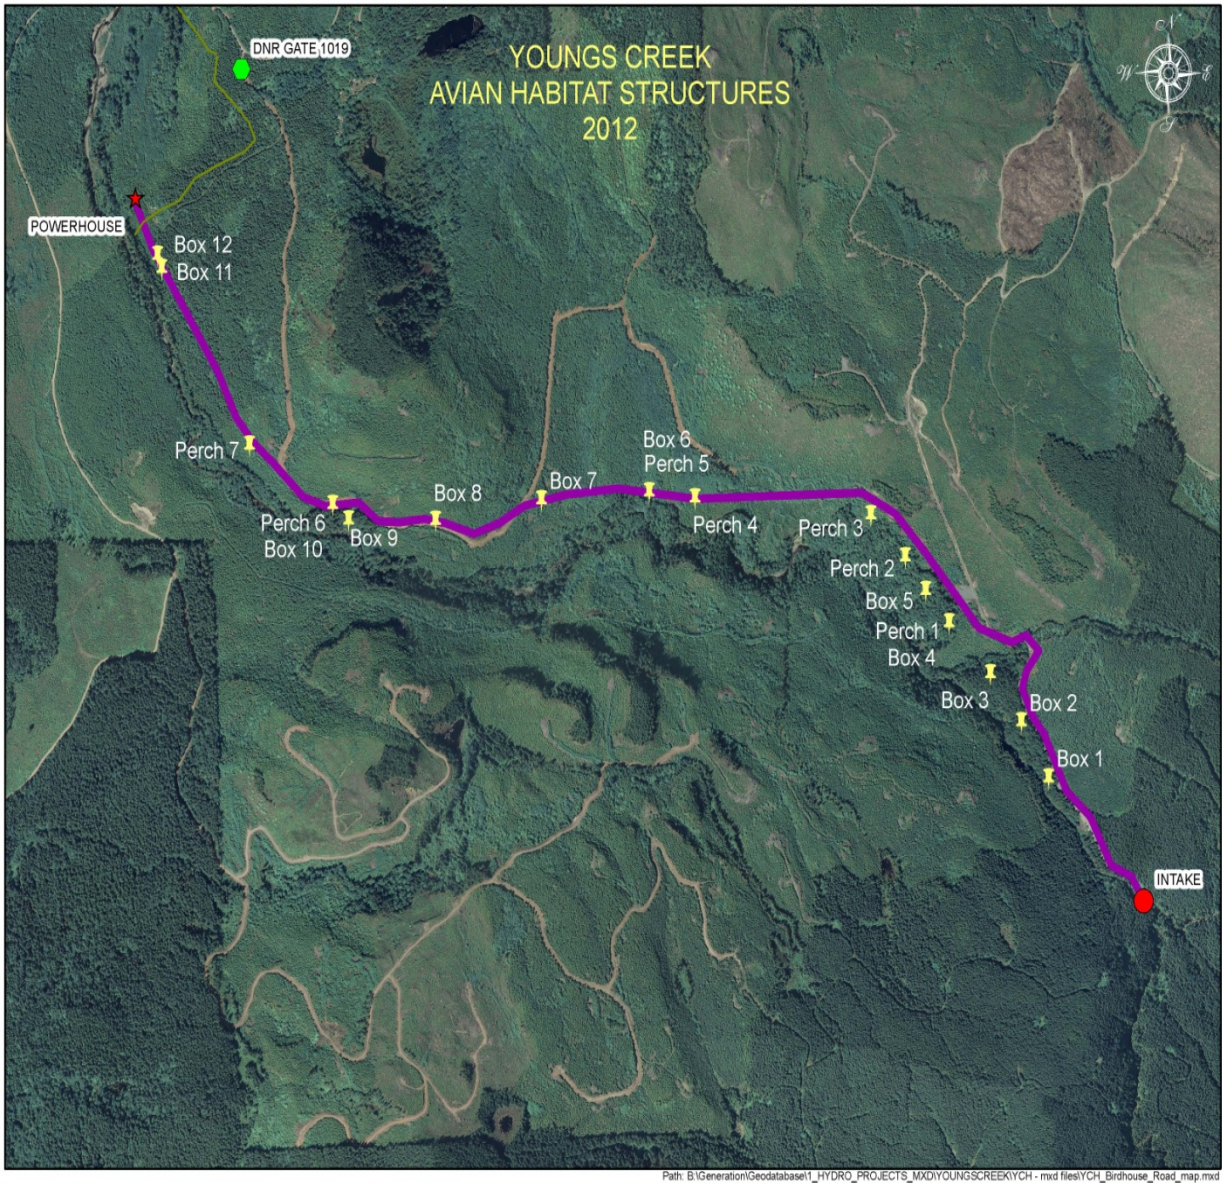 DNR GATE 1019
YOUNGS CREEK
AVIAN HABITAT STRUCTURES
2012
N
W
E
S
POWERHOUSE
Box 12
Box 11
Perch 7
Box 6
Perch 5
Box 7
Box 8
Perch 4
Perch 3
Perch 6
Box 10
Box 9
Perch 2
Box 5
Perch 1
Box 4
Box 3
Box 2
Box 1
INTAKE
Path: B:\Generation\Geodatabase\1_HYDRO_PROJECTS_MXD\YOUNGSCREEK\YCH - mxd files\YCH_Birdhouse_Road_map.mxd